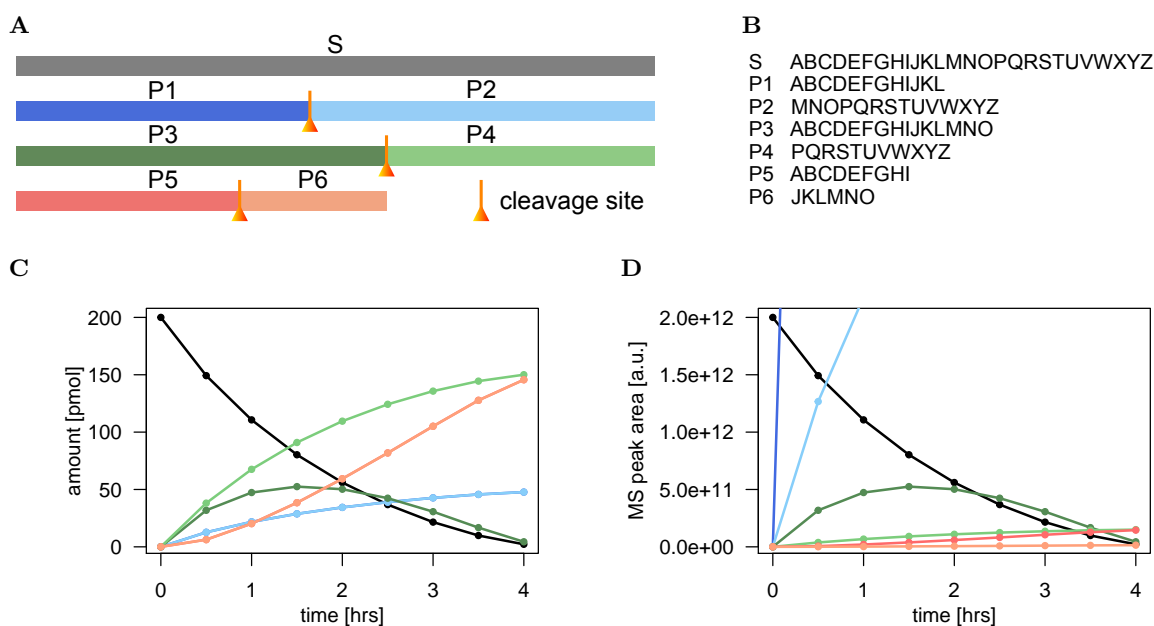 A
S
P1 P2
P3 P4
P5 P6
cleavage site
B
S ABCDEFGHIJKLMNOPQRSTUVWXYZ
P1 ABCDEFGHIJKL
P2 MNOPQRSTUVWXYZ
P3 ABCDEFGHIJKLMNO
P4 PQRSTUVWXYZ
P5 ABCDEFGHI
P6 JKLMNO
C
amount [pmol]
200
150
100
50
0
0 1 2 3 4
time [hrs]
D
MS peak area [a.u.]
2.0e+12
1.5e+12
1.0e+12
5.0e+11
0.0e+00
0 1 2 3 4
time [hrs]